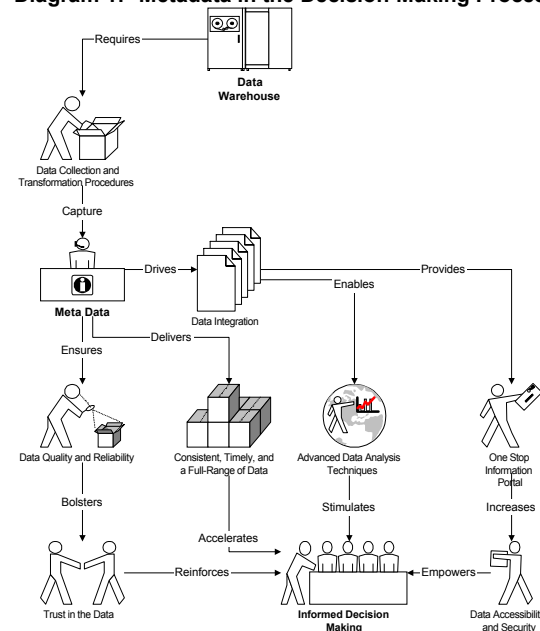 Diagram 1: Metadata in the Decision Making Proce
Requires
Data
Warehouse
Data Collection and
Transformation Procedures
Capture
Drives
Provides
Enables
Meta Data
Data Integration
Delivers
Ensures
Data Quality and Reliability
Consistent, Timely, and
a Full-Range of Data
Advanced Data Analysis
Techniques
One Stop
Information
Portal
Bolsters
Stimulates
Increases
Accelerates
Reinforces
Empowers
Trust in the Data
Informed Decision
Making
Data Accessibilit
and Security